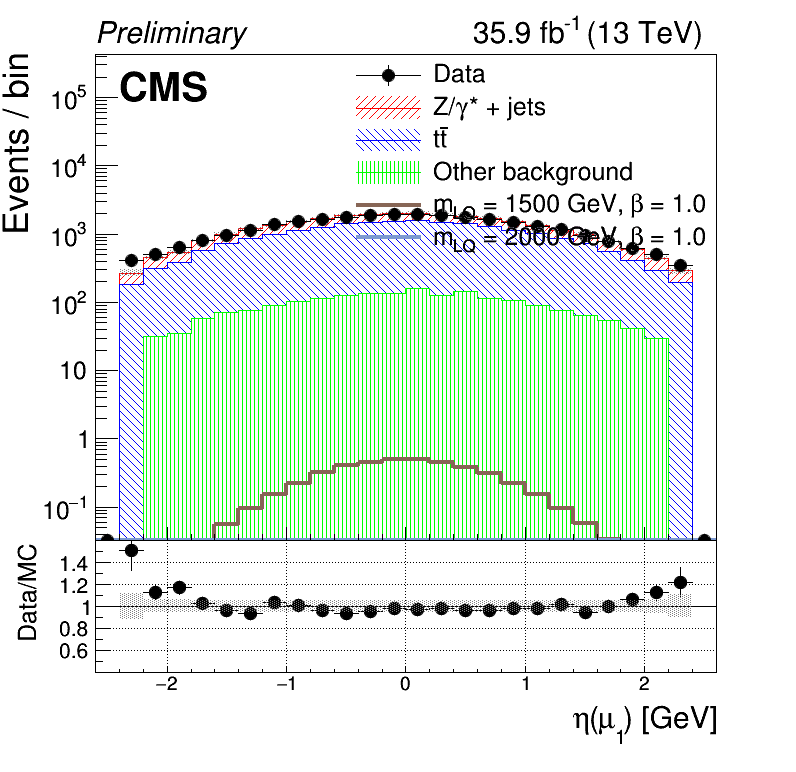 Preliminary 35.9 fb⁻¹ (13 TeV)
CMS
Data
Z/γ* + jets
tt̄
Other background
m_LQ = 1500 GeV, β = 1.0
m_LQ = 2000 GeV, β = 1.0
Events / bin
10⁵
10⁴
10³
10²
10
1
10⁻¹
Data/MC
1.4
1.2
1
0.8
0.6
−2 −1 0 1 2
η(μ₁) [GeV]